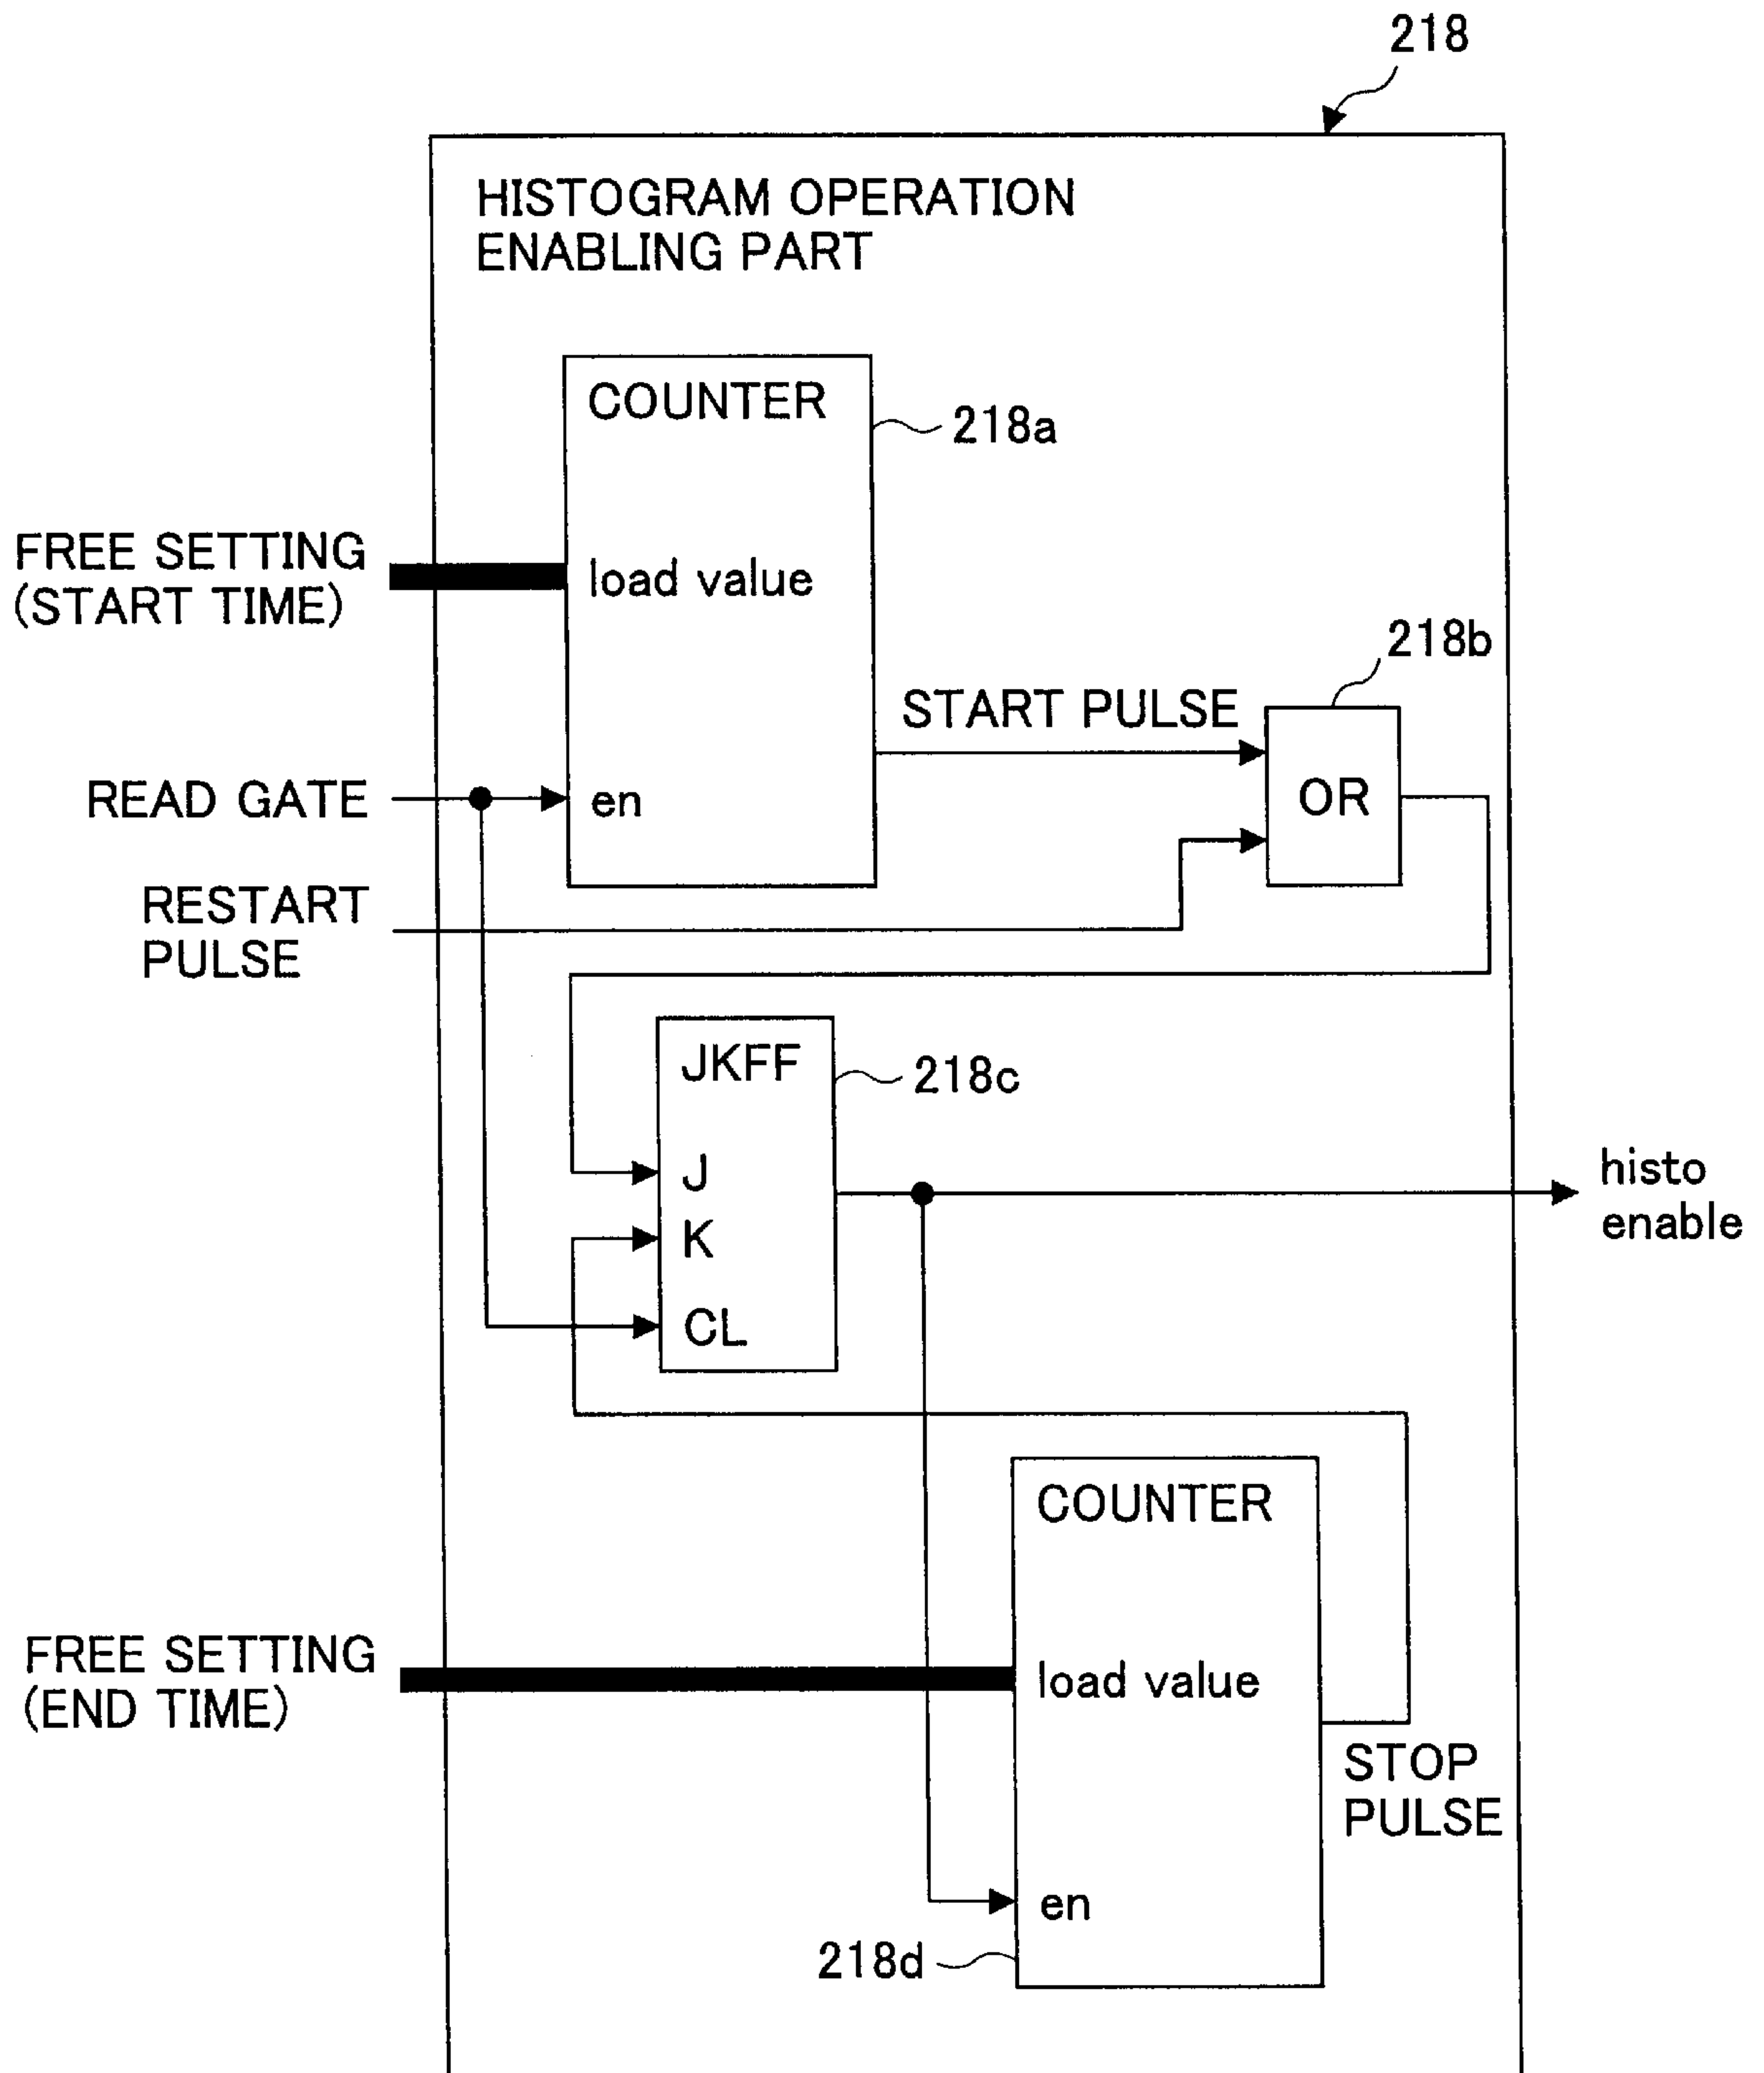 218
HISTOGRAM OPERATION
ENABLING PART
COUNTER
218a
FREE SETTING
(START TIME)
load value
218b
START PULSE
OR
READ GATE
en
RESTART
PULSE
JKFF
218c
J
K
CL
histo
enable
COUNTER
FREE SETTING
(END TIME)
load value
STOP
PULSE
en
218d